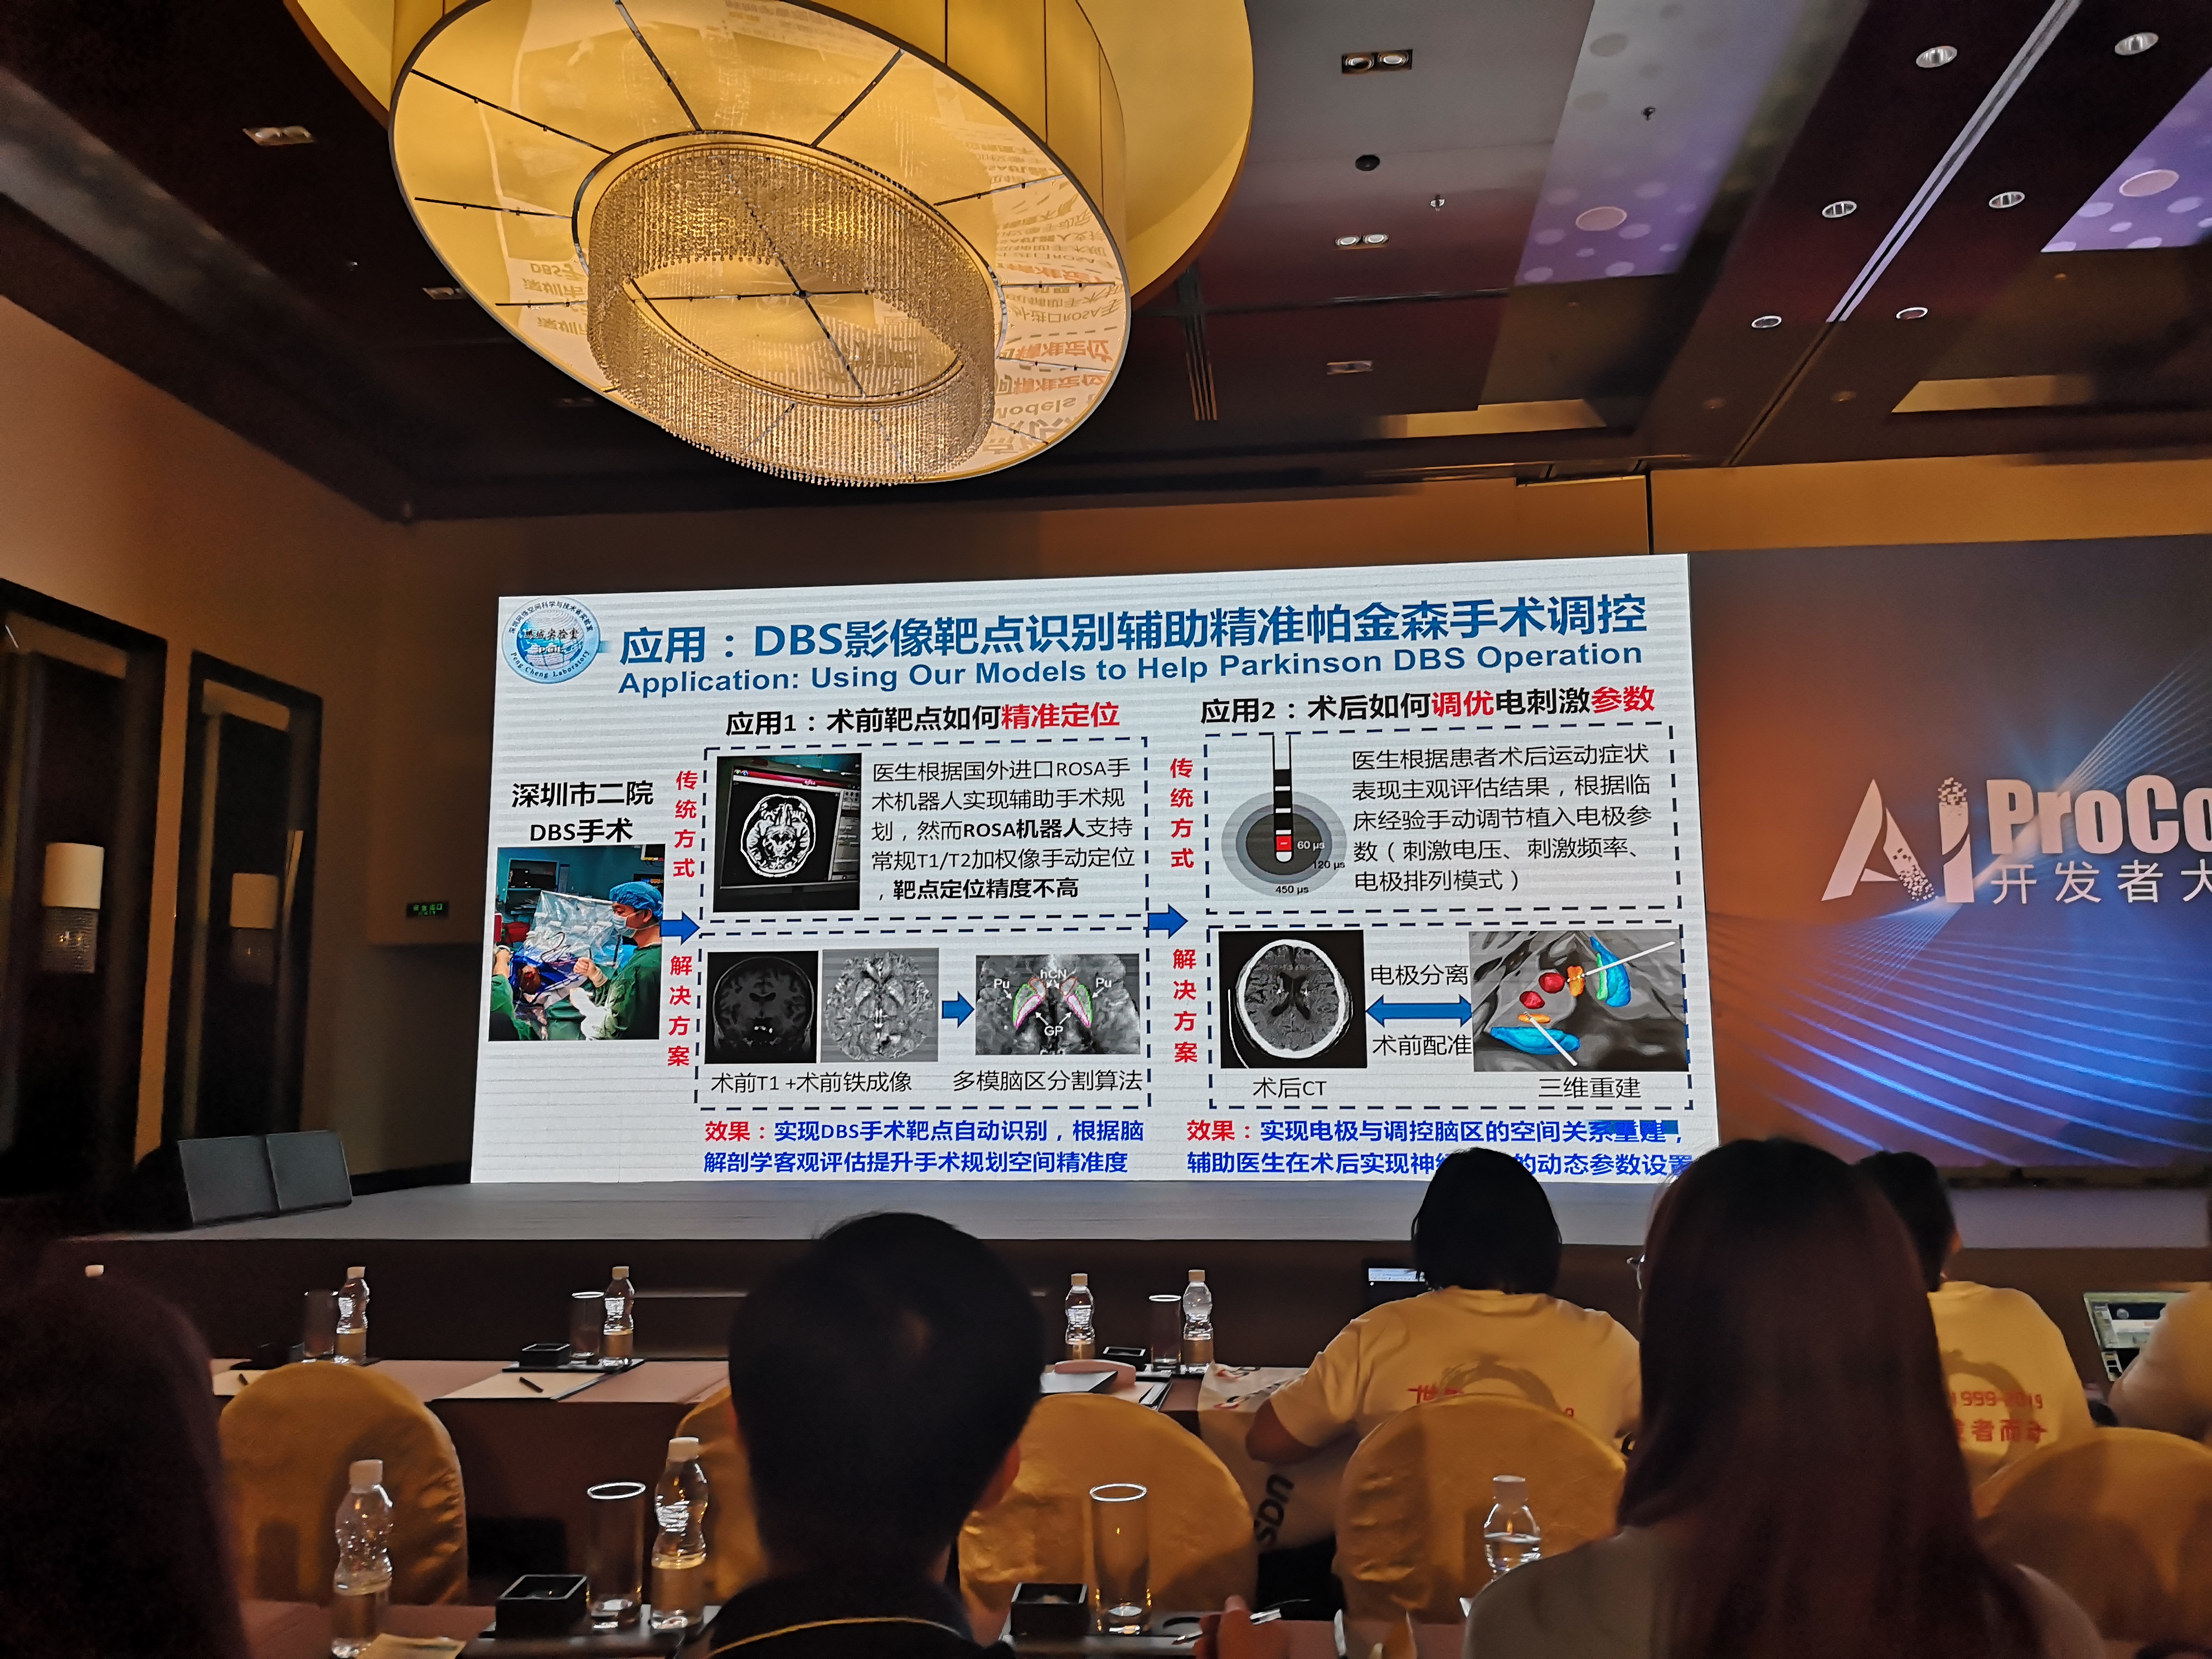 应用：DBS影像靶点识别辅助精准帕金森手术调控
Application: Using Our Models to Help Parkinson DBS Operation
鹏城实验室
Peng Cheng Laboratory
深圳市二院
DBS手术
应用1：术前靶点如何精准定位
传统方式
医生根据国外进口ROSA手
术机器人实现辅助手术规
划，然而ROSA机器人支持
常规T1/T2加权像手动定位
，靶点定位精度不高
解决方案
Pu
hCN
Pu
GP
术前T1 +术前铁成像
多模脑区分割算法
效果：实现DBS手术靶点自动识别，根据脑
解剖学客观评估提升手术规划空间精准度
应用2：术后如何调优电刺激参数
传统方式
60 µs
120 µs
450 µs
医生根据患者术后运动症状
表现主观评估结果，根据临
床经验手动调节植入电极参
数（刺激电压、刺激频率、
电极排列模式）
解决方案
电极分离
术前配准
术后CT
三维重建
效果：实现电极与调控脑区的空间关系重建，
辅助医生在术后实现神经 的动态参数设置
AI ProCo
开发者大
1999-2019
者而
SDN